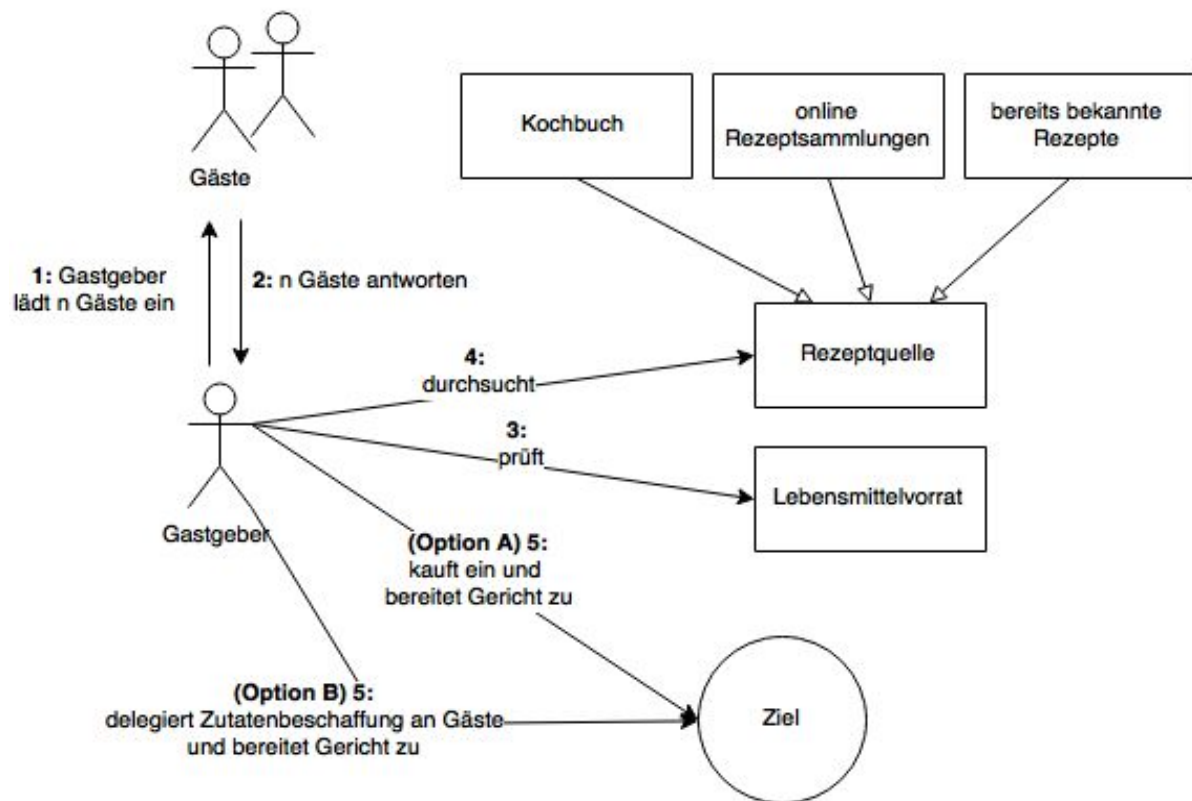 Kochbuch
online
Rezeptsammlungen
bereits bekannte
Rezepte
Gäste
1: Gastgeber
lädt n Gäste ein
2: n Gäste antworten
4:
durchsucht
Rezeptquelle
3:
prüft
Lebensmittelvorrat
Gastgeber
(Option A) 5:
kauft ein und
bereitet Gericht zu
(Option B) 5:
delegiert Zutatenbeschaffung an Gäste
und bereitet Gericht zu
Ziel